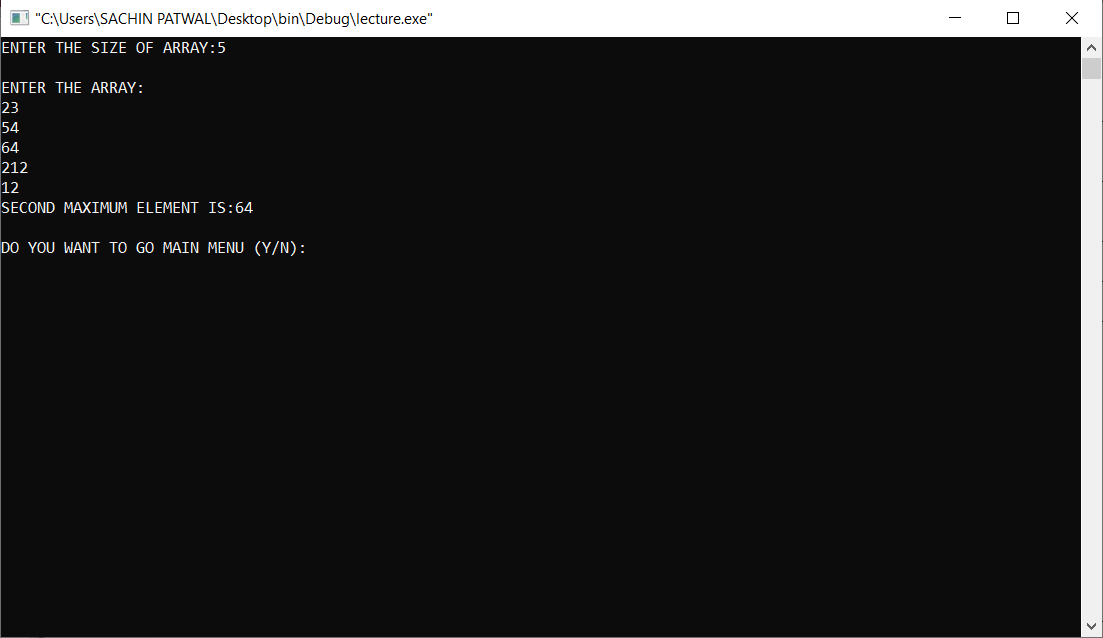 "C:\Users\SACHIN PATWAL\Desktop\bin\Debug\lecture.exe"
ENTER THE SIZE OF ARRAY:5
ENTER THE ARRAY:
23
54
64
212
12
SECOND MAXIMUM ELEMENT IS:64
DO YOU WANT TO GO MAIN MENU (Y/N):